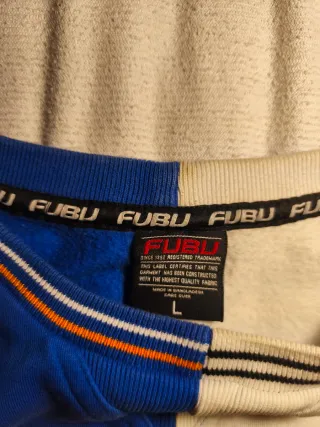 FUBU FUBU FUBU FUBU
FUBU
SINCE 1992 REGISTERED TRADEMARK
THIS LABEL CERTIFIES THAT THIS
GARMENT HAS BEEN CONSTRUCTED
WITH THE HIGHEST QUALITY FABRIC
MADE IN BANGLADESH
L